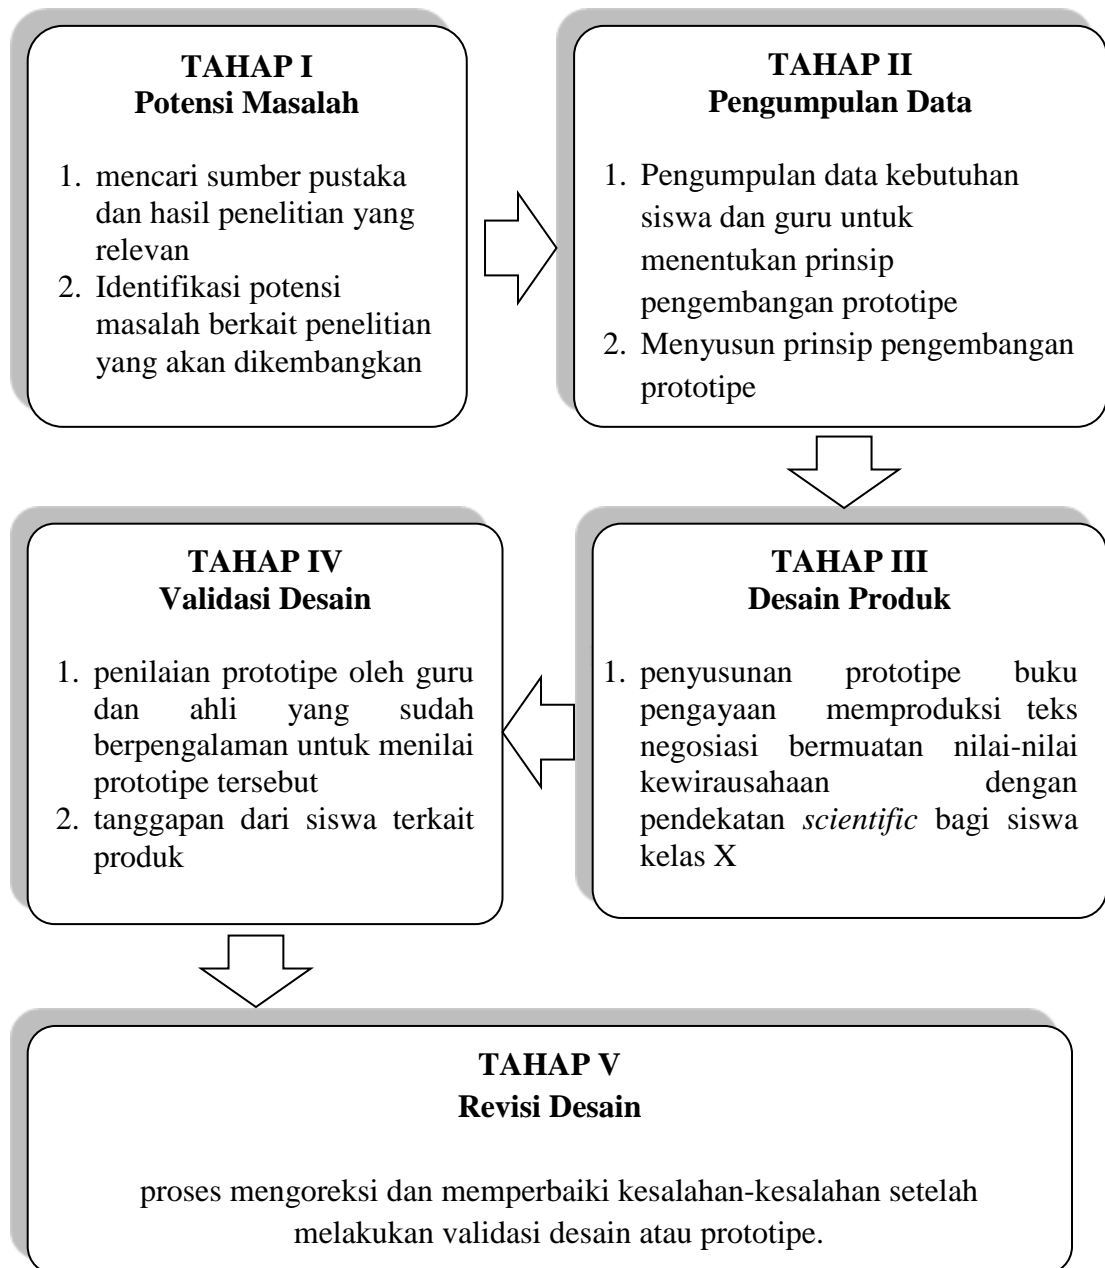 TAHAP I
Potensi Masalah
1. mencari sumber pustaka
dan hasil penelitian yang
relevan
2. Identifikasi potensi
masalah berkait penelitian
yang akan dikembangkan
TAHAP II
Pengumpulan Data
1. Pengumpulan data kebutuhan
siswa dan guru untuk
menentukan prinsip
pengembangan prototipe
2. Menyusun prinsip pengembangan
prototipe
TAHAP III
Desain Produk
1. penyusunan prototipe buku
pengayaan memproduksi teks
negosiasi bermuatan nilai-nilai
kewirausahaan dengan
pendekatan scientific bagi siswa
kelas X
TAHAP IV
Validasi Desain
1. penilaian prototipe oleh guru
dan ahli yang sudah
berpengalaman untuk menilai
prototipe tersebut
2. tanggapan dari siswa terkait
produk
TAHAP V
Revisi Desain
proses mengoreksi dan memperbaiki kesalahan-kesalahan setelah
melakukan validasi desain atau prototipe.